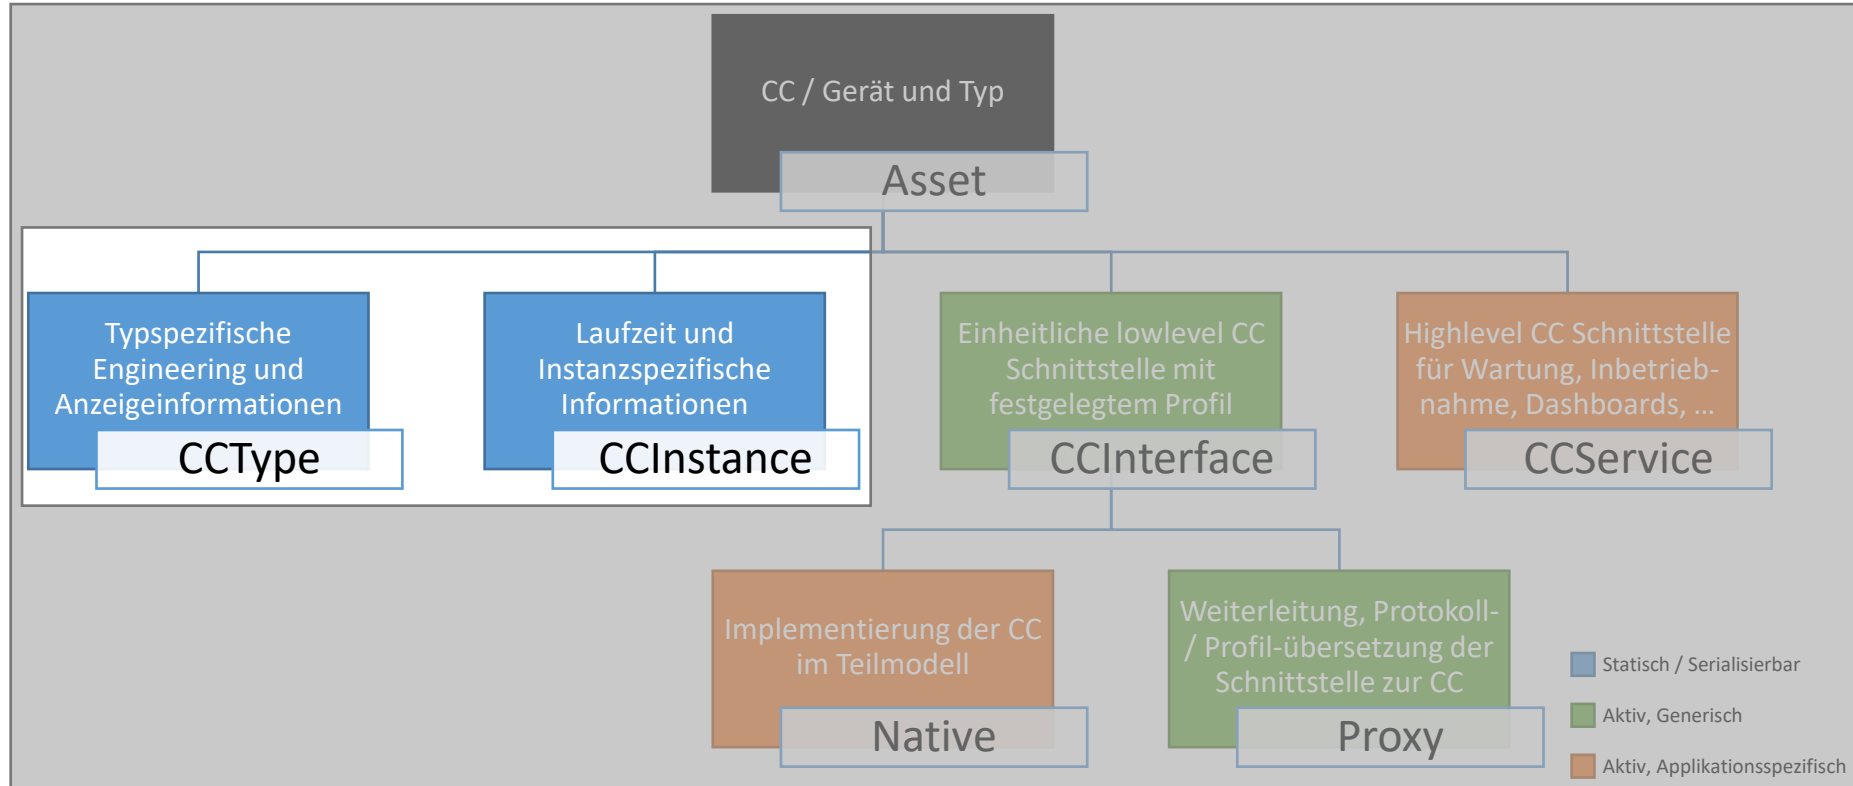 CC / Gerät und Typ
Asset
Typspezifische
Engineering und
Anzeigeinformationen
CCType
Laufzeit und
Instanzspezifische
Informationen
CCInstance
Einheitliche lowlevel CC
Schnittstelle mit
festgelegtem Profil
CCInterface
Highlevel CC Schnittstelle
für Wartung, Inbetrieb-
nahme, Dashboards, ...
CCService
Implementierung der CC
im Teilmodell
Native
Weiterleitung, Protokoll-
/ Profil-übersetzung der
Schnittstelle zur CC
Proxy
Statisch / Serialisierbar
Aktiv, Generisch
Aktiv, Applikationsspezifisch